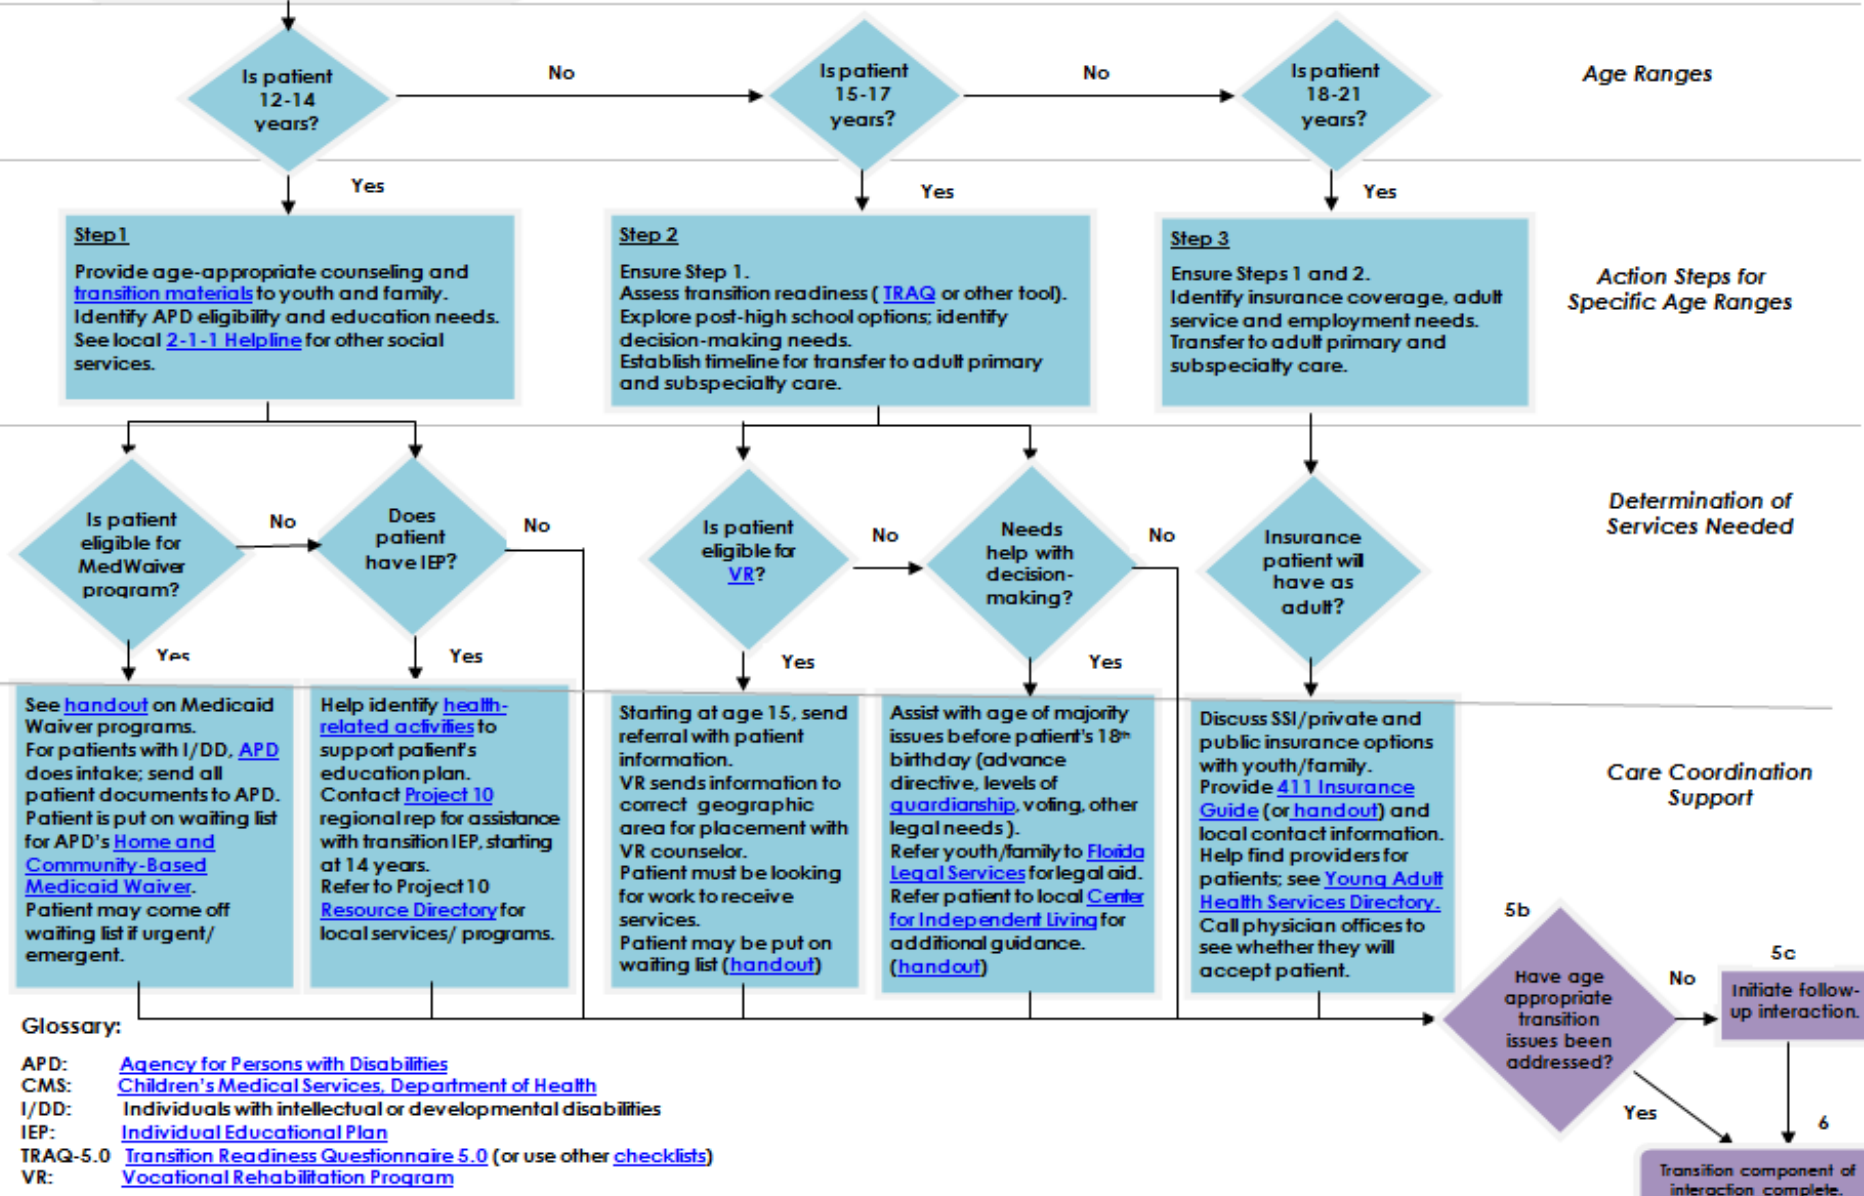 Is patient
12-14
years?
No
Is patient
15-17
years?
No
Is patient
18-21
years?
Age Ranges
Yes
Yes
Yes
Step1
Provide age-appropriate counseling and
transition materials to youth and family.
Identify APD eligibility and education needs.
See local 2-1-1 Helpline for other social
services.
Step 2
Ensure Step 1.
Assess transition readiness ( TRAQ or other tool).
Explore post-high school options; identify
decision-making needs.
Establish timeline for transfer to adult primary
and subspecialty care.
Step 3
Ensure Steps 1 and 2.
Identify insurance coverage, adult
service and employment needs.
Transfer to adult primary and
subspecialty care.
Action Steps for
Specific Age Ranges
Is patient
eligible for
MedWaiver
program?
No
Does
patient
have IEP?
No
Is patient
eligible for
VR?
No
Needs
help with
decision-
making?
No
Insurance
patient will
have as
adult?
Determination of
Services Needed
Yes
Yes
Yes
Yes
See handout on Medicaid
Waiver programs.
For patients with I/DD, APD
does intake; send all
patient documents to APD.
Patient is put on waiting list
for APD's Home and
Community-Based
Medicaid Waiver.
Patient may come off
waiting list if urgent/
emergent.
Help identify health-
related activities to
support patient's
education plan.
Contact Project 10
regional rep for assistance
with transition IEP, starting
at 14 years.
Refer to Project 10
Resource Directory for
local services/ programs.
Starting at age 15, send
referral with patient
information.
VR sends information to
correct geographic
area for placement with
VR counselor.
Patient must be looking
for work to receive
services.
Patient may be put on
waiting list (handout)
Assist with age of majority
issues before patient's 18th
birthday (advance
directive, levels of
guardianship, voting, other
legal needs ).
Refer youth/family to Florida
Legal Services for legal aid.
Refer patient to local Center
for Independent Living for
additional guidance.
(handout)
Discuss SSI/private and
public insurance options
with youth/family.
Provide 411 Insurance
Guide (or handout) and
local contact information.
Help find providers for
patients; see Young Adult
Health Services Directory.
Call physician offices to
see whether they will
accept patient.
Care Coordination
Support
5b
Have age
appropriate
transition
issues been
addressed?
No
5c
Initiate follow-
up interaction.
Yes
6
Transition component of
interaction complete.
Glossary:
APD: Agency for Persons with Disabilities
CMS: Children's Medical Services, Department of Health
I/DD: Individuals with intellectual or developmental disabilities
IEP: Individual Educational Plan
TRAQ-5.0 Transition Readiness Questionnaire 5.0 (or use other checklists)
VR: Vocational Rehabilitation Program